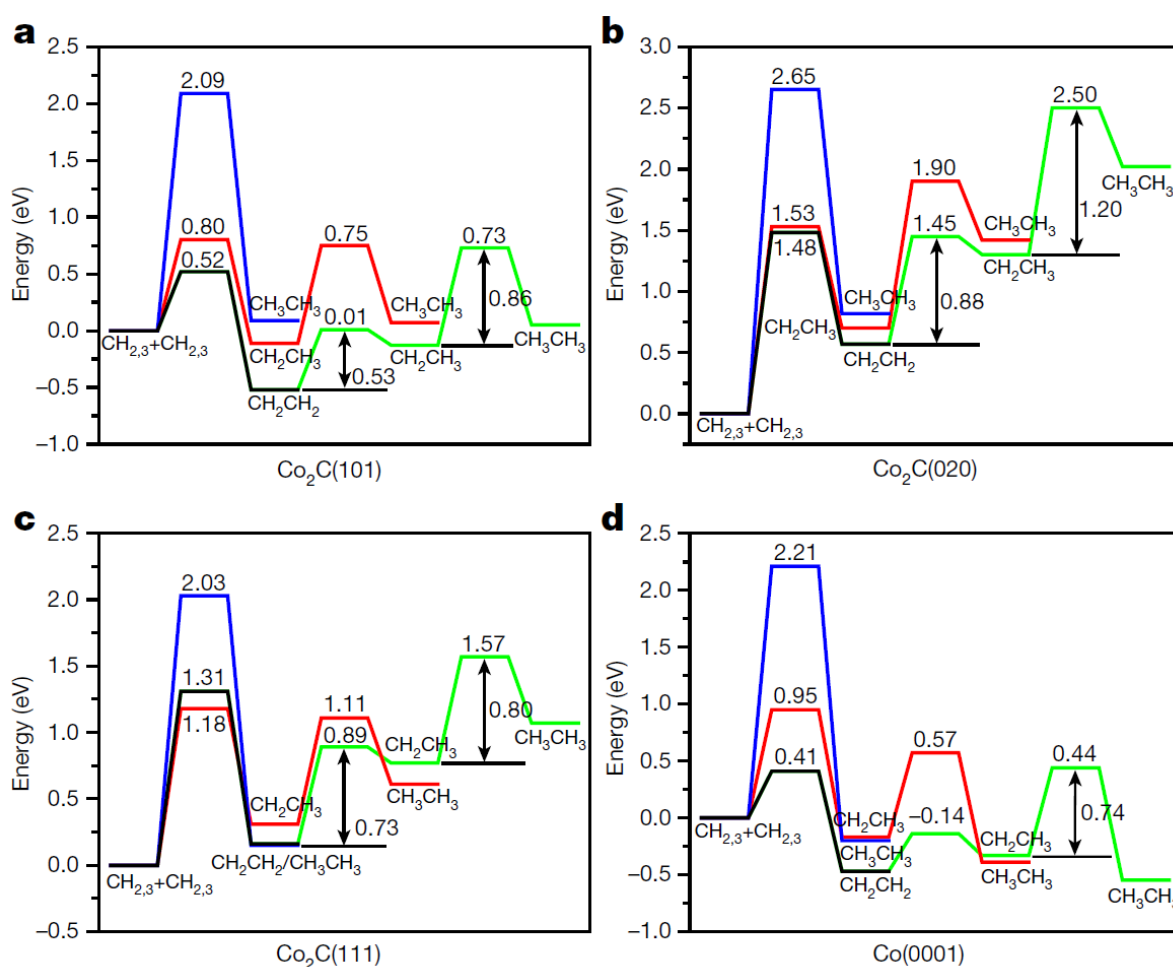 a
2.5
2.0
1.5
1.0
0.5
0.0
−0.5
−1.0
Energy (eV)
2.09
0.80
0.52
0.75
0.73
0.01
0.86
0.53
CH₃CH₃
CH₃CH₃
CH₂,₃+CH₂,₃
CH₂CH₃
CH₂CH₃
CH₃CH₃
CH₂CH₂
Co₂C(101)
b
3.0
2.5
2.0
1.5
1.0
0.5
0.0
Energy (eV)
2.65
2.50
1.90
1.53
1.45
1.48
1.20
0.88
CH₃CH₃
CH₃CH₃
CH₂CH₃
CH₃CH₃
CH₂CH₃
CH₂CH₂
CH₂,₃+CH₂,₃
Co₂C(020)
c
2.5
2.0
1.5
1.0
0.5
0.0
−0.5
Energy (eV)
2.03
1.57
1.31
1.11
1.18
0.89
0.80
0.73
CH₂CH₃
CH₃CH₃
CH₃CH₃
CH₂CH₃
CH₂CH₂/CH₃CH₃
CH₂,₃+CH₂,₃
Co₂C(111)
d
2.5
2.0
1.5
1.0
0.5
0.0
−0.5
−1.0
Energy (eV)
2.21
0.95
0.57
0.41
0.44
−0.14
0.74
CH₂,₃+CH₂,₃
CH₂CH₃
CH₂CH₃
CH₃CH₃
CH₂CH₂
CH₃CH₃
CH₃CH
Co(0001)